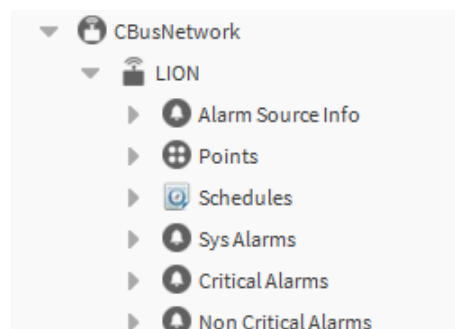 CBusNetwork
LION
Alarm Source Info
Points
Schedules
Sys Alarms
Critical Alarms
Non Critical Alarms